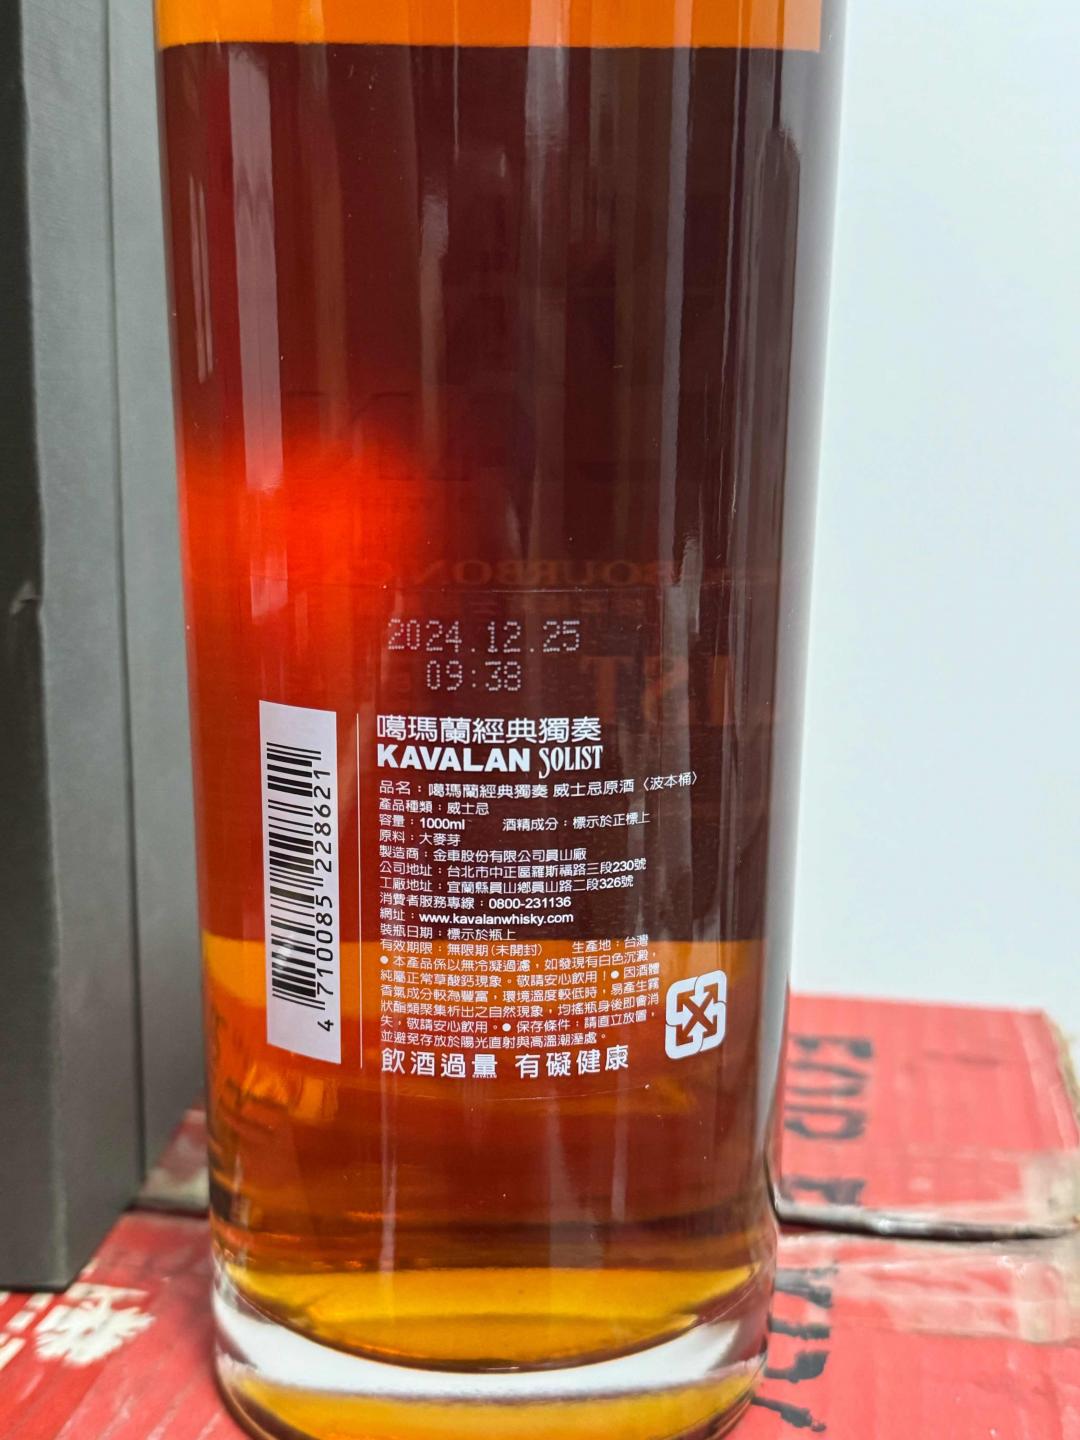 BOURBON CA
IST
2024.12.25
09:38
噶瑪蘭經典獨奏
KAVALAN SOLIST
品名：噶瑪蘭經典獨奏 威士忌原酒〈波本桶〉
產品種類：威士忌
容量：1000ml 酒精成分：標示於正標上
原料：大麥芽
製造商：金車股份有限公司員山廠
公司地址：台北市中正區羅斯福路三段230號
工廠地址：宜蘭縣員山鄉員山路二段326號
消費者服務專線：0800-231136
網址：www.kavalanwhisky.com
裝瓶日期：標示於瓶上
有效期限：無限期(未開封) 生產地：台灣
●本產品係以無冷凝過濾，如發現有白色沉澱，
純屬正常草酸鈣現象。敬請安心飲用！●因酒體
香氣成分較為豐富，環境溫度較低時，易產生霧
狀酯類聚集析出之自然現象，均搖瓶身後即會消
失，敬請安心飲用。●保存條件：請直立放置，
並避免存放於陽光直射與高溫潮溼處。
飲酒過量 有礙健康
4 710085 228621